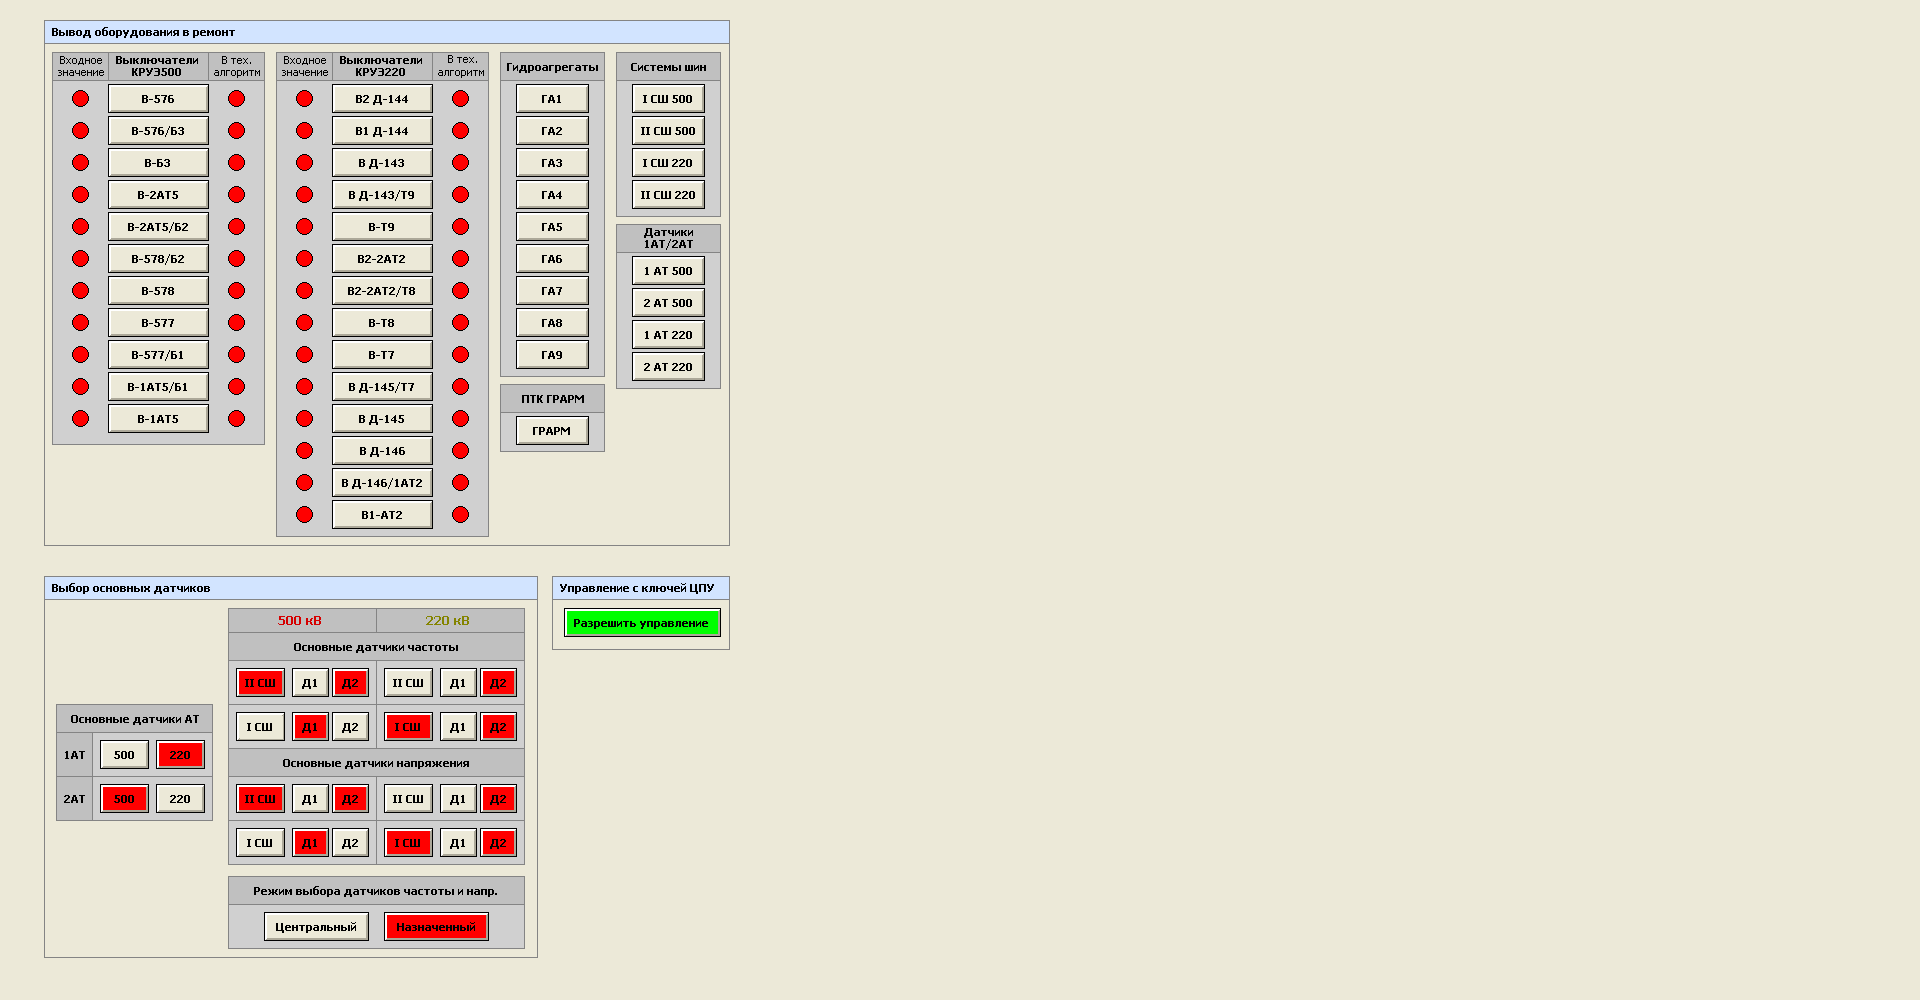 Вывод оборудования в ремонт
Входное значение
Выключатели КРУЭ500
В тех. алгоритм
В-576
В-576/Б3
В-Б3
В-2АТ5
В-2АТ5/Б2
В-578/Б2
В-578
В-577
В-577/Б1
В-1АТ5/Б1
В-1АТ5
Входное значение
Выключатели КРУЭ220
В тех. алгоритм
В2 Д-144
В1 Д-144
В Д-143
В Д-143/Т9
В-Т9
В2-2АТ2
В2-2АТ2/Т8
В-Т8
В-Т7
В Д-145/Т7
В Д-145
В Д-146
В Д-146/1АТ2
В1-АТ2
Гидроагрегаты
ГА1
ГА2
ГА3
ГА4
ГА5
ГА6
ГА7
ГА8
ГА9
ПТК ГРАРМ
ГРАРМ
Системы шин
I СШ 500
II СШ 500
I СШ 220
II СШ 220
Датчики
1АТ/2АТ
1 АТ 500
2 АТ 500
1 АТ 220
2 АТ 220
Выбор основных датчиков
Основные датчики АТ
1АТ 500 220
2АТ 500 220
500 кВ 220 кВ
Основные датчики частоты
II СШ Д1 Д2 II СШ Д1 Д2
I СШ Д1 Д2 I СШ Д1 Д2
Основные датчики напряжения
II СШ Д1 Д2 II СШ Д1 Д2
I СШ Д1 Д2 I СШ Д1 Д2
Режим выбора датчиков частоты и напр.
Центральный Назначенный
Управление с ключей ЦПУ
Разрешить управление